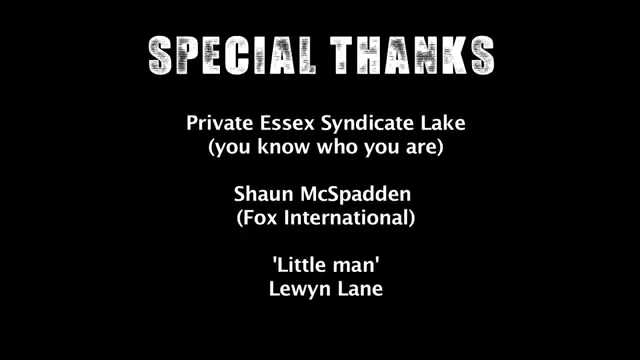 SPECIAL THANKS
Private Essex Syndicate Lake
(you know who you are)
Shaun McSpadden
(Fox International)
'Little man'
Lewyn Lane